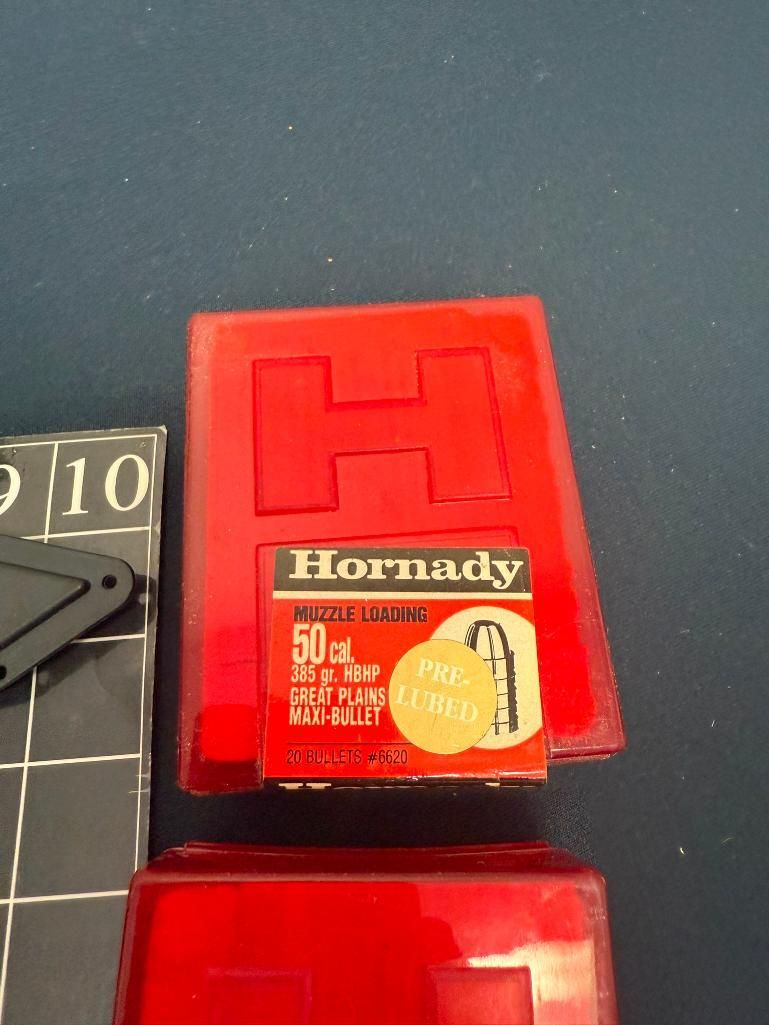 9 10
H
Hornady
MUZZLE LOADING
50 cal.
385 gr. HBHP
GREAT PLAINS
MAXI-BULLET
PRE-
LUBED
20 BULLETS #6620